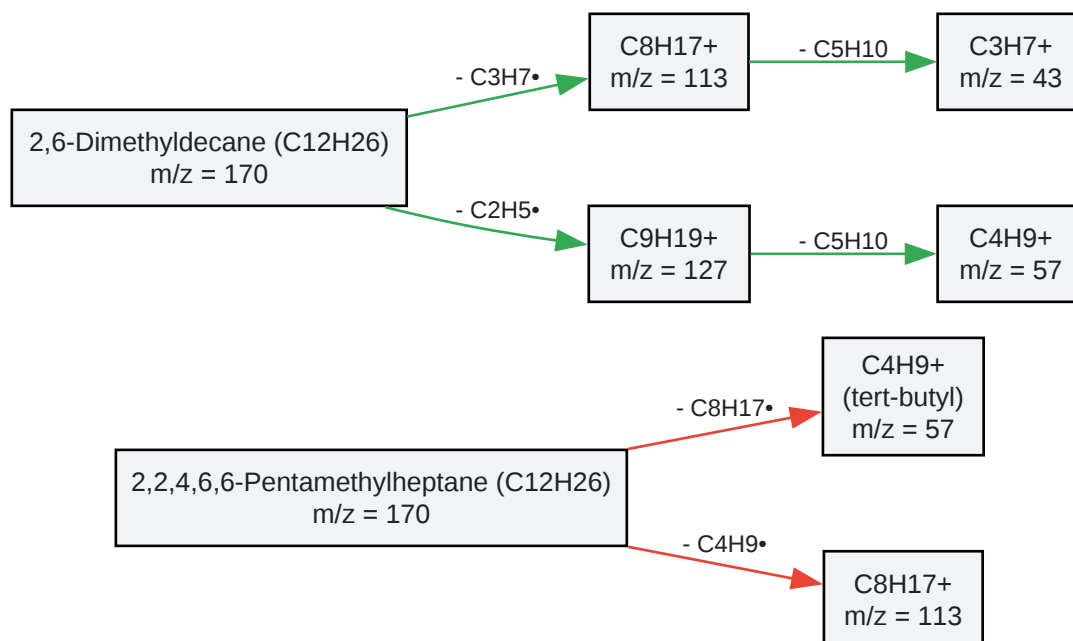 C8H17+
m/z = 113
- C5H10
C3H7+
m/z = 43
- C3H7•
2,6-Dimethyldecane (C12H26)
m/z = 170
- C2H5•
C9H19+
m/z = 127
- C5H10
C4H9+
m/z = 57
C4H9+
(tert-butyl)
m/z = 57
- C8H17•
2,2,4,6,6-Pentamethylheptane (C12H26)
m/z = 170
- C4H9•
C8H17+
m/z = 113